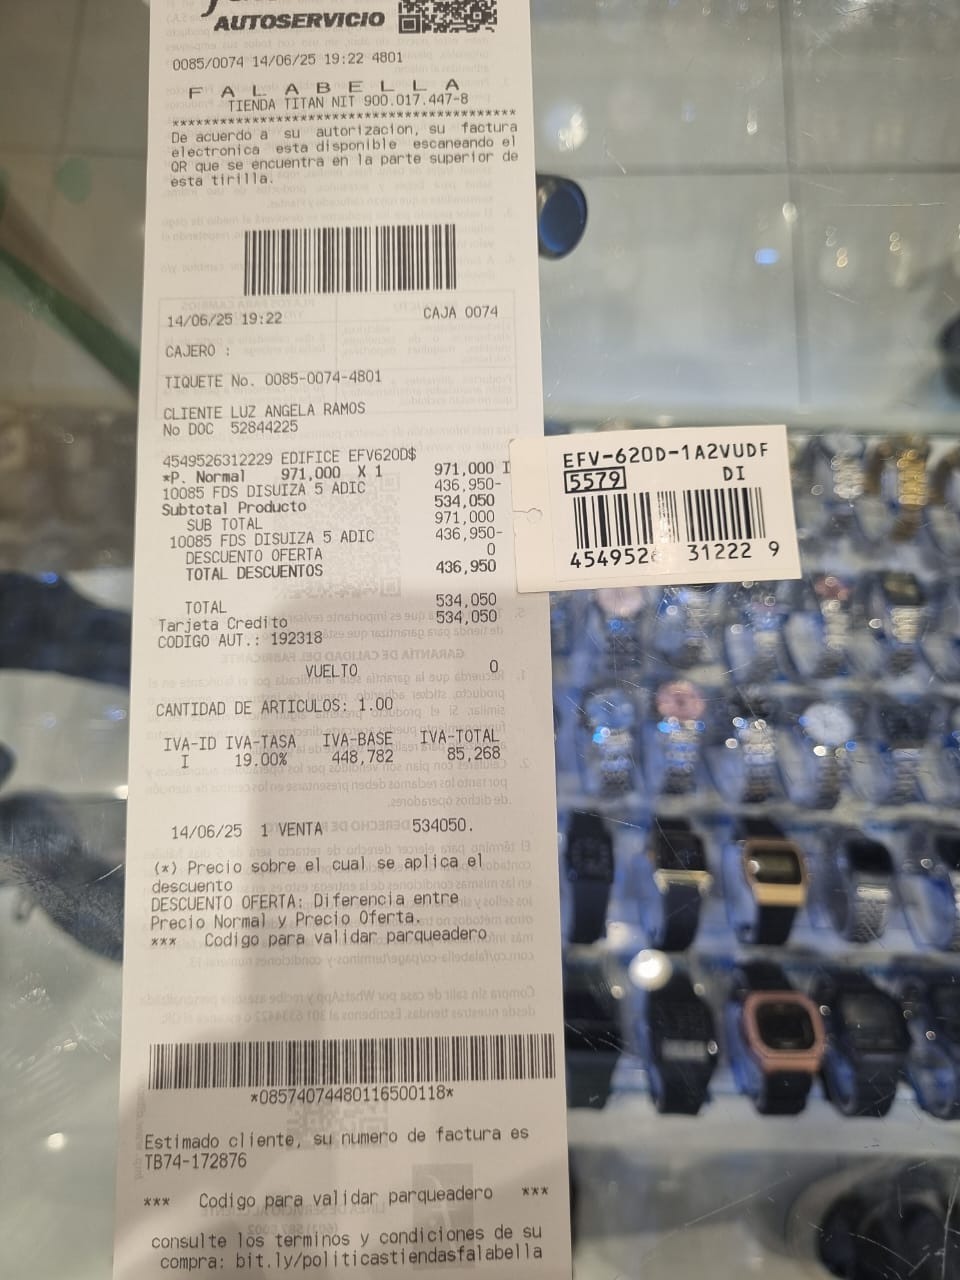 AUTOSERVICIO
0085/0074 14/06/25 19:22 4801
F A L A B E L L A
TIENDA TITAN NIT 900.017.447-8
********************************************
De acuerdo a su autorizacion, su factura
electronica esta disponible escaneando el
QR que se encuentra en la parte superior de
esta tirilla.
14/06/25 19:22 CAJA 0074
CAJERO :
TIQUETE No. 0085-0074-4801
CLIENTE LUZ ANGELA RAMOS
No DOC 52844225
4549526312229 EDIFICE EFV620D$
*P. Normal 971,000 X 1 971,000 I
10085 FDS DISUIZA 5 ADIC 436,950-
Subtotal Producto 534,050
SUB TOTAL 971,000
10085 FDS DISUIZA 5 ADIC 436,950-
DESCUENTO OFERTA 0
TOTAL DESCUENTOS 436,950
TOTAL 534,050
Tarjeta Credito 534,050
CODIGO AUT.: 192318
VUELTO 0
CANTIDAD DE ARTICULOS: 1.00
IVA-ID IVA-TASA IVA-BASE IVA-TOTAL
I 19.00% 448,782 85,268
14/06/25 1 VENTA 534050.
(*) Precio sobre el cual se aplica el
descuento
DESCUENTO OFERTA: Diferencia entre
Precio Normal y Precio Oferta.
*** Codigo para validar parqueadero
*08574074480116500118*
Estimado cliente, su numero de factura es
TB74-172876
*** Codigo para validar parqueadero ***
consulte los terminos y condiciones de su
compra: bit.ly/politicastiendasfalabella
EFV-620D-1A2VUDF
5579 DI
4549526 31222 9